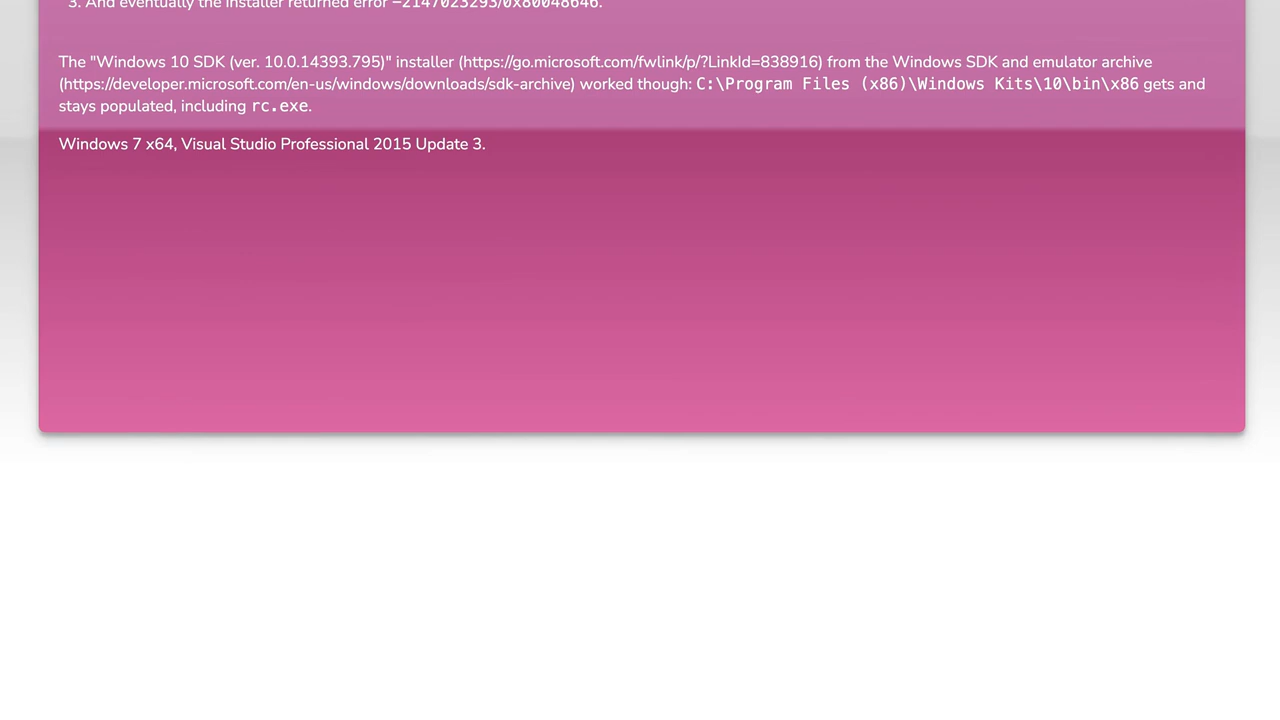 3. And eventually the installer returned error -2147023293/0x80048646.
The "Windows 10 SDK (ver. 10.0.14393.795)" installer (https://go.microsoft.com/fwlink/p/?LinkId=838916) from the Windows SDK and emulator archive
(https://developer.microsoft.com/en-us/windows/downloads/sdk-archive) worked though: C:\Program Files (x86)\Windows Kits\10\bin\x86 gets and
stays populated, including rc.exe.
Windows 7 x64, Visual Studio Professional 2015 Update 3.